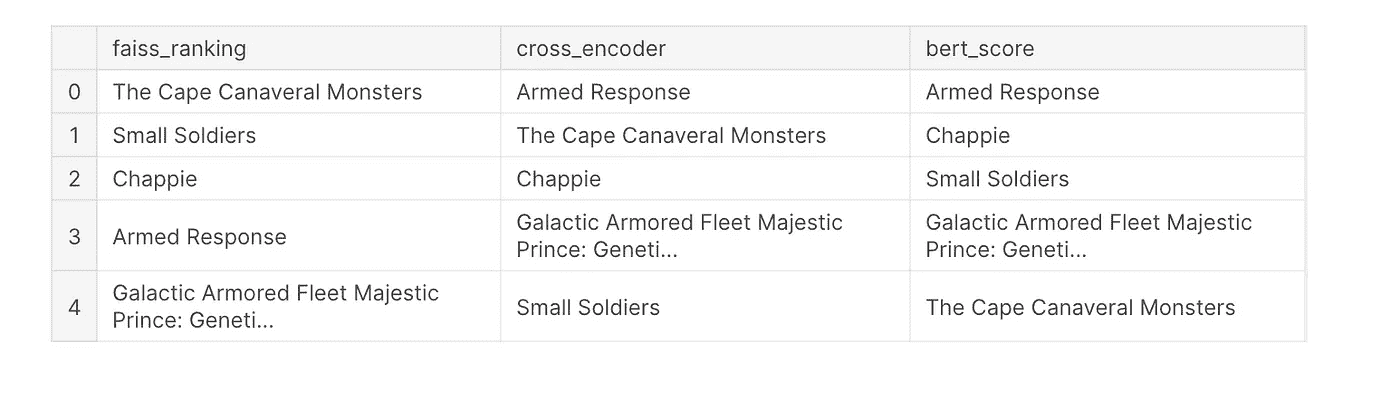 faiss_ranking cross_encoder bert_score
0 The Cape Canaveral Monsters Armed Response Armed Response
1 Small Soldiers The Cape Canaveral Monsters Chappie
2 Chappie Chappie Small Soldiers
3 Armed Response Galactic Armored Fleet Majestic Prince: Geneti... Galactic Armored Fleet Majestic Prince: Geneti...
4 Galactic Armored Fleet Majestic Prince: Geneti... Small Soldiers The Cape Canaveral Monsters